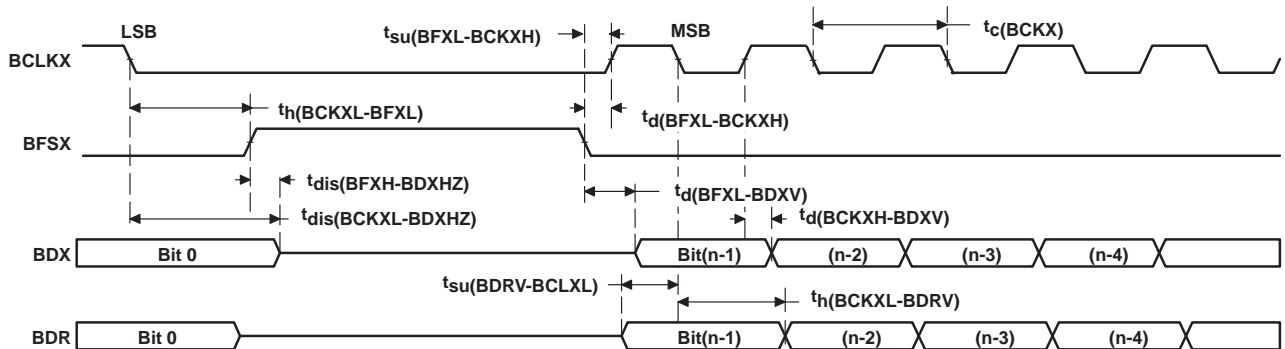 LSB
tsu(BFXL-BCKXH)
MSB
tc(BCKX)
BCLKX
th(BCKXL-BFXL)
td(BFXL-BCKXH)
BFSX
tdis(BFXH-BDXHZ)
td(BFXL-BDXV)
tdis(BCKXL-BDXHZ)
td(BCKXH-BDXV)
BDX
Bit 0
Bit(n-1)
(n-2)
(n-3)
(n-4)
tsu(BDRV-BCLXL)
th(BCKXL-BDRV)
BDR
Bit 0
Bit(n-1)
(n-2)
(n-3)
(n-4)